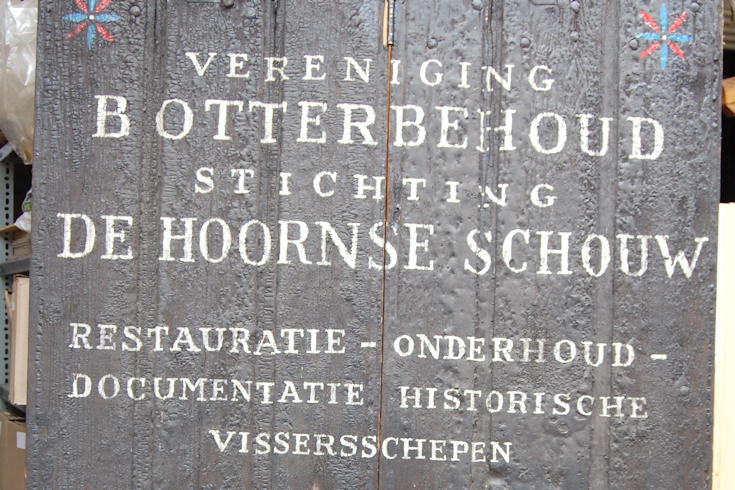 VERENIGING
BOTTERBEHOUD
STICHTING
DE HOORNSE SCHOUW
RESTAURATIE - ONDERHOUD -
DOCUMENTATIE HISTORISCHE
VISSERSSCHEPEN